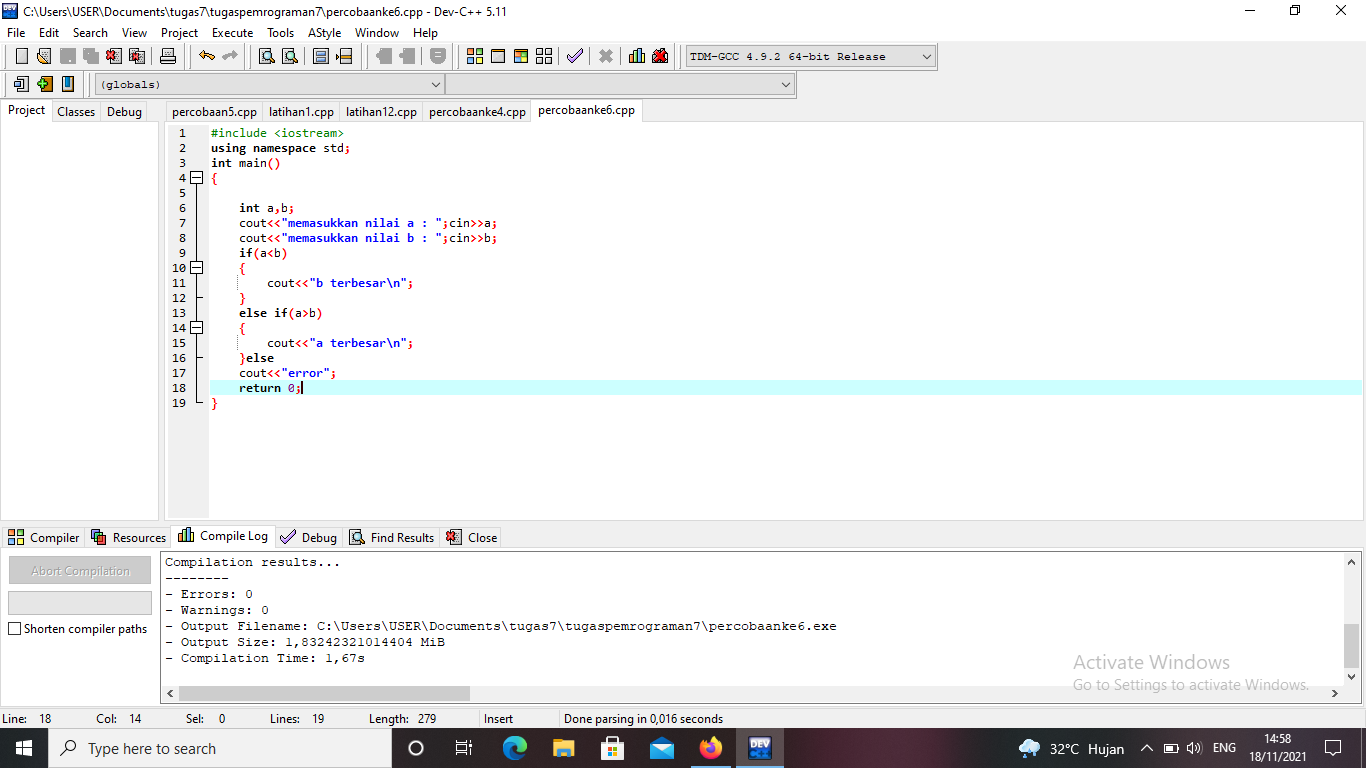 C:\Users\USER\Documents\tugas7\tugaspemrograman7\percobaanke6.cpp - Dev-C++ 5.11
File Edit Search View Project Execute Tools AStyle Window Help
TDM-GCC 4.9.2 64-bit Release
(globals)
Project Classes Debug
percobaan5.cpp latihan1.cpp latihan12.cpp percobaanke4.cpp percobaanke6.cpp
1 #include <iostream>
2 using namespace std;
3 int main()
4 {
5
6 int a,b;
7 cout<<"memasukkan nilai a : ";cin>>a;
8 cout<<"memasukkan nilai b : ";cin>>b;
9 if(a<b)
10 {
11 cout<<"b terbesar\n";
12 }
13 else if(a>b)
14 {
15 cout<<"a terbesar\n";
16 }else
17 cout<<"error";
18 return 0;
19 }
Compiler Resources Compile Log Debug Find Results Close
Abort Compilation
Shorten compiler paths
Compilation results...
--------
- Errors: 0
- Warnings: 0
- Output Filename: C:\Users\USER\Documents\tugas7\tugaspemrograman7\percobaanke6.exe
- Output Size: 1,83242321014404 MiB
- Compilation Time: 1,67s
Activate Windows
Go to Settings to activate Windows.
Line: 18 Col: 14 Sel: 0 Lines: 19 Length: 279 Insert Done parsing in 0,016 seconds
Type here to search
DEV
32°C Hujan
ENG
14:58
18/11/2021